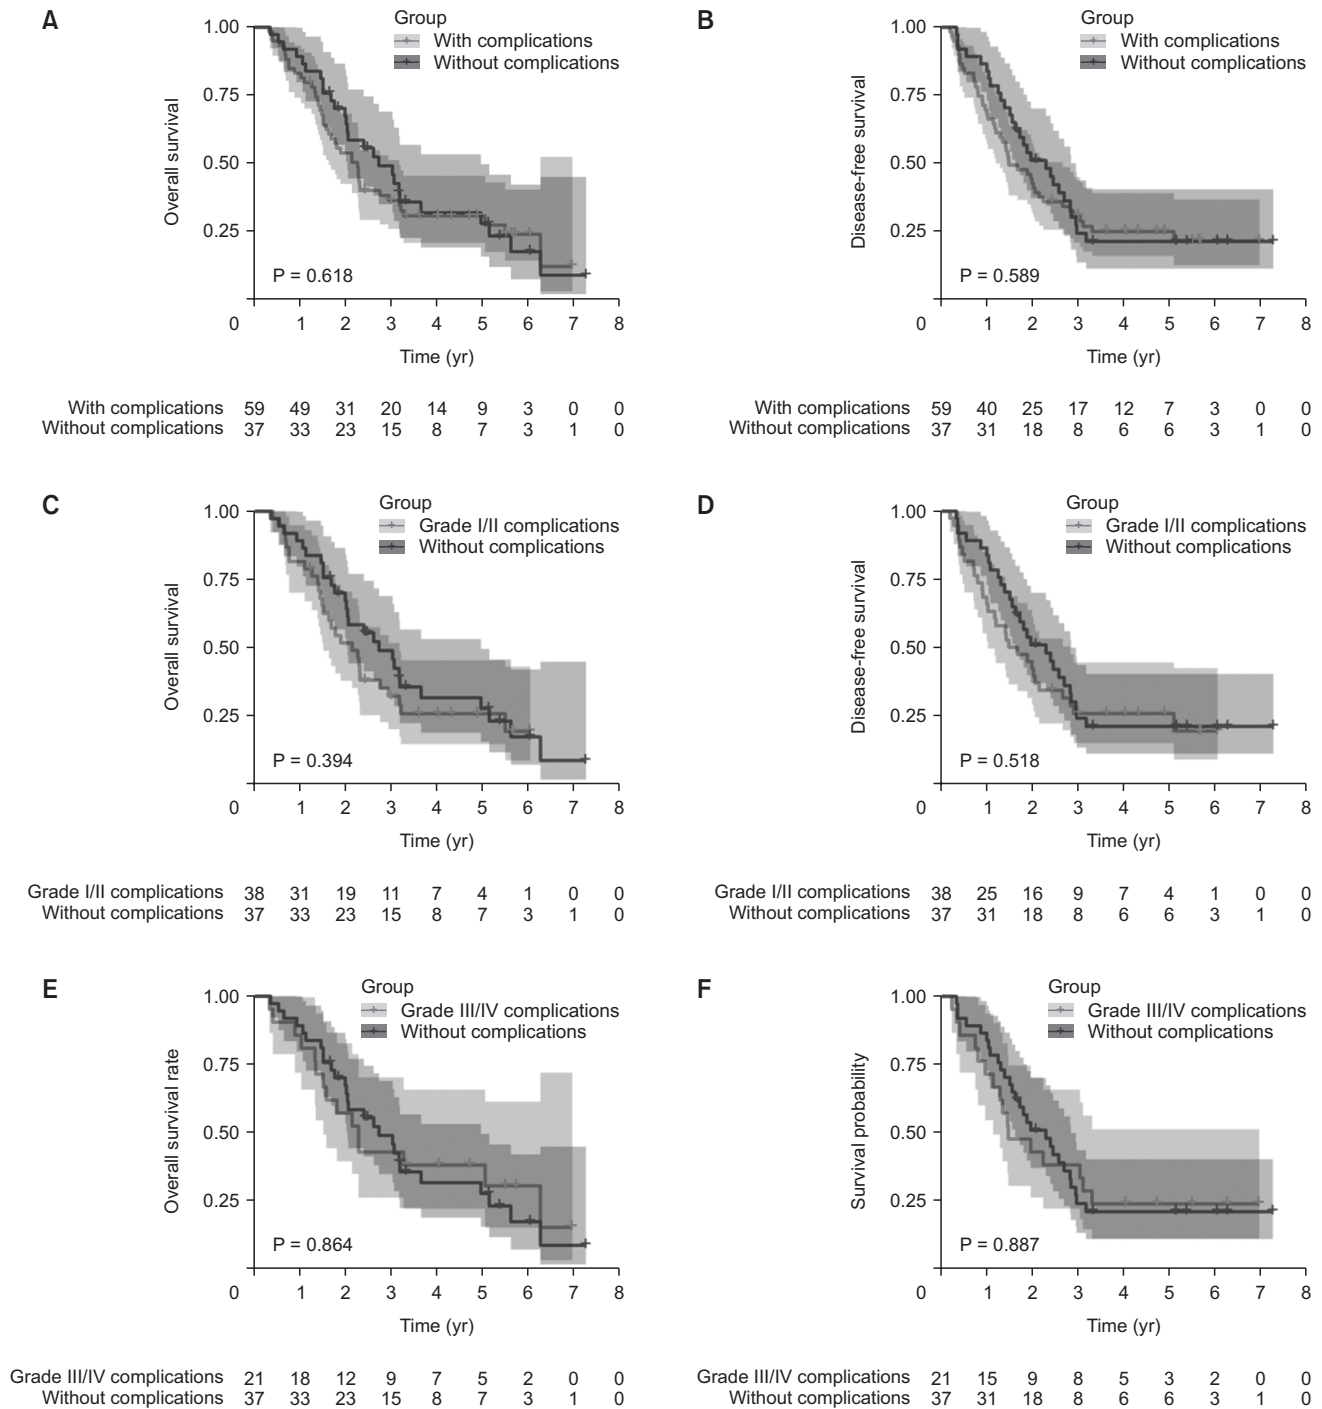 A
Group
With complications
Without complications
1.00
0.75
0.50
0.25
Overall survival
P = 0.618
0 1 2 3 4 5 6 7 8
Time (yr)
With complications 59 49 31 20 14 9 3 0 0
Without complications 37 33 23 15 8 7 3 1 0
B
Group
With complications
Without complications
1.00
0.75
0.50
0.25
Disease-free survival
P = 0.589
0 1 2 3 4 5 6 7 8
Time (yr)
With complications 59 40 25 17 12 7 3 0 0
Without complications 37 31 18 8 6 6 3 1 0
C
Group
Grade I/II complications
Without complications
1.00
0.75
0.50
0.25
Overall survival
P = 0.394
0 1 2 3 4 5 6 7 8
Time (yr)
Grade I/II complications 38 31 19 11 7 4 1 0 0
Without complications 37 33 23 15 8 7 3 1 0
D
Group
Grade I/II complications
Without complications
1.00
0.75
0.50
0.25
Disease-free survival
P = 0.518
0 1 2 3 4 5 6 7 8
Time (yr)
Grade I/II complications 38 25 16 9 7 4 1 0 0
Without complications 37 31 18 8 6 6 3 1 0
E
Group
Grade III/IV complications
Without complications
1.00
0.75
0.50
0.25
Overall survival rate
P = 0.864
0 1 2 3 4 5 6 7 8
Time (yr)
Grade III/IV complications 21 18 12 9 7 5 2 0 0
Without complications 37 33 23 15 8 7 3 1 0
F
Group
Grade III/IV complications
Without complications
1.00
0.75
0.50
0.25
Survival probability
P = 0.887
0 1 2 3 4 5 6 7 8
Time (yr)
Grade III/IV complications 21 15 9 8 5 3 2 0 0
Without complications 37 31 18 8 6 6 3 1 0